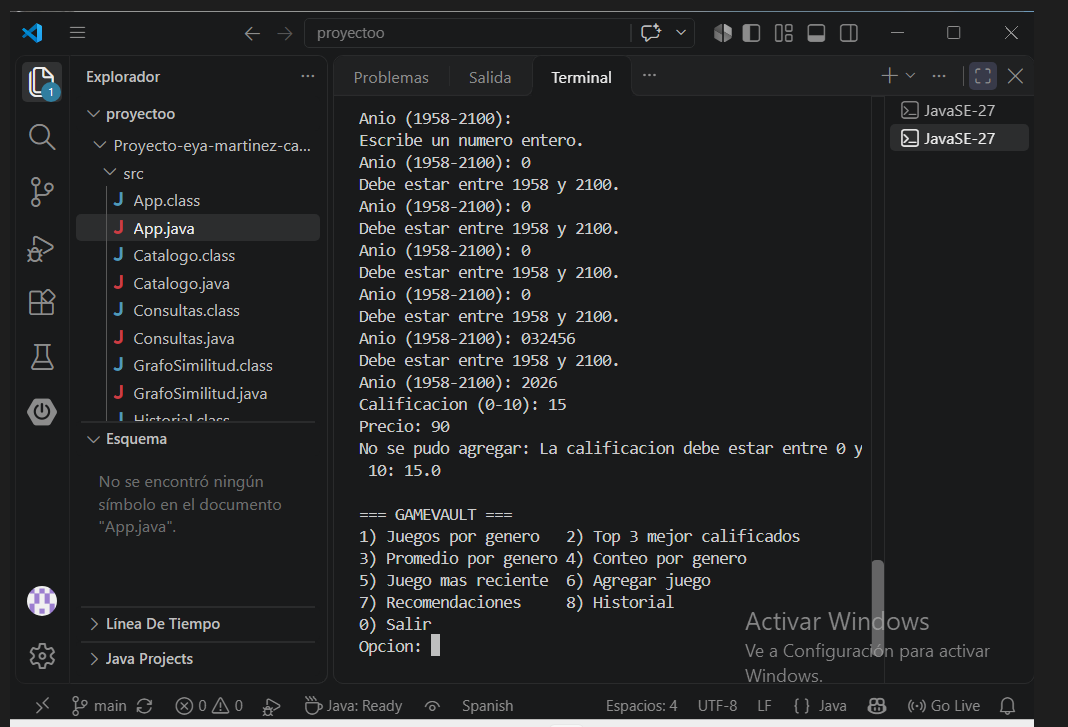 proyectoo
Explorador
proyectoo
Proyecto-eya-martinez-ca...
src
App.class
App.java
Catalogo.class
Catalogo.java
Consultas.class
Consultas.java
GrafoSimilitud.class
GrafoSimilitud.java
Historial.class
Esquema
No se encontró ningún
símbolo en el documento
"App.java".
Línea De Tiempo
Java Projects
1
Problemas Salida Terminal
Anio (1958-2100):
Escribe un numero entero.
Anio (1958-2100): 0
Debe estar entre 1958 y 2100.
Anio (1958-2100): 0
Debe estar entre 1958 y 2100.
Anio (1958-2100): 0
Debe estar entre 1958 y 2100.
Anio (1958-2100): 0
Debe estar entre 1958 y 2100.
Anio (1958-2100): 032456
Debe estar entre 1958 y 2100.
Anio (1958-2100): 2026
Calificacion (0-10): 15
Precio: 90
No se pudo agregar: La calificacion debe estar entre 0 y
10: 15.0
=== GAMEVAULT ===
1) Juegos por genero 2) Top 3 mejor calificados
3) Promedio por genero 4) Conteo por genero
5) Juego mas reciente 6) Agregar juego
7) Recomendaciones 8) Historial
0) Salir
Opcion:
JavaSE-27
JavaSE-27
Activar Windows
Ve a Configuración para activar
Windows.
main 0 0 Java: Ready Spanish Espacios: 4 UTF-8 LF { } Java Go Live